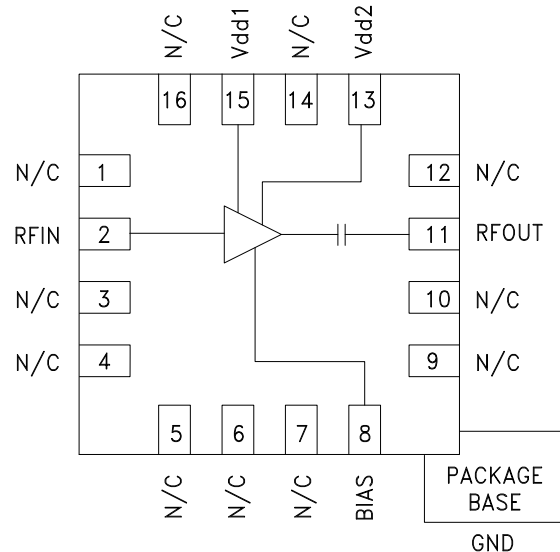 N/C
Vdd1
N/C
Vdd2
16
15
14
13
N/C 1
12 N/C
RFIN 2
11 RFOUT
N/C 3
10 N/C
N/C 4
9 N/C
5
6
7
8
N/C
N/C
N/C
BIAS
PACKAGE
BASE
GND